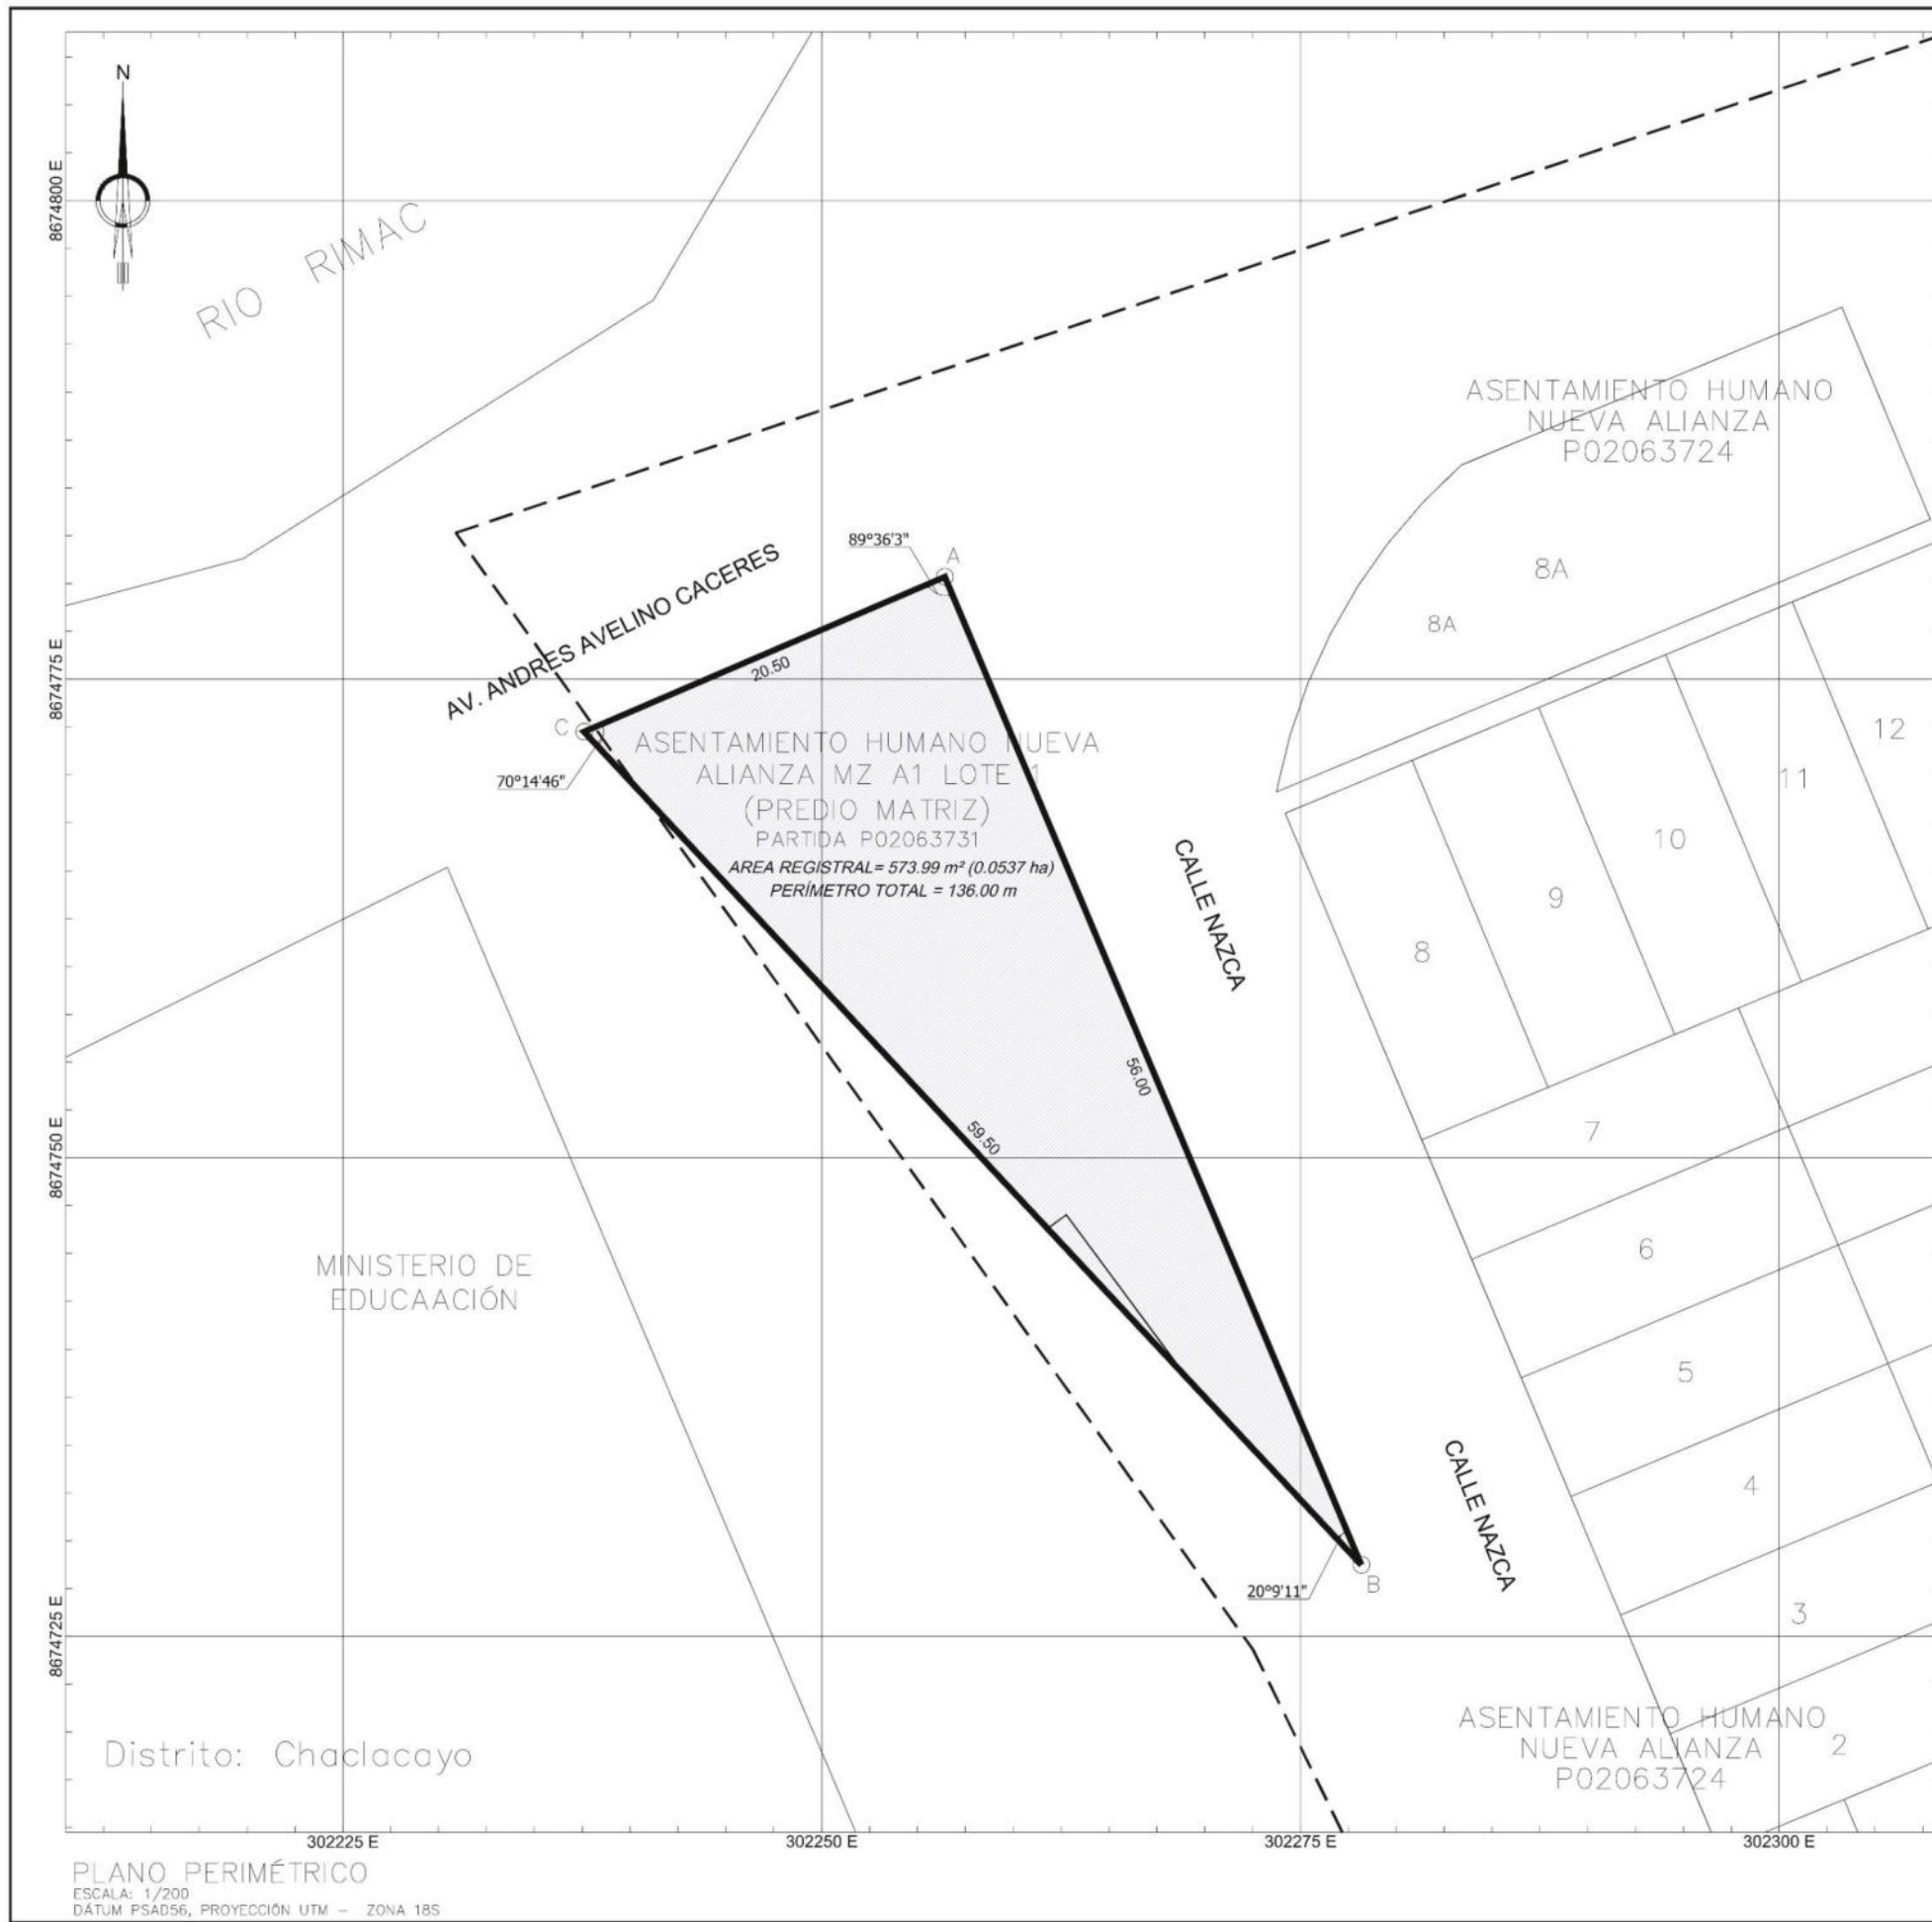 N
8674800 E
RIO RIMAC
ASENTAMIENTO HUMANO
NUEVA ALIANZA
P02063724
89°36'3"
A
8A
8A
AV. ANDRES AVELINO CACERES
20.50
8674775 E
C
70°14'46"
ASENTAMIENTO HUMANO NUEVA
ALIANZA MZ A1 LOTE 1
(PREDIO MATRIZ)
PARTIDA P02063731
AREA REGISTRAL= 573.99 m² (0.0537 ha)
PERÍMETRO TOTAL = 136.00 m
12
11
10
9
8
CALLE NAZCA
56.00
59.50
7
8674750 E
6
MINISTERIO DE
EDUCAACIÓN
5
4
CALLE NAZCA
20°9'11"
B
3
8674725 E
ASENTAMIENTO HUMANO
NUEVA ALIANZA
P02063724
2
Distrito: Chaclacayo
302225 E
302250 E
302275 E
302300 E
PLANO PERIMÉTRICO
ESCALA: 1/200
DÁTUM PSAD56, PROYECCIÓN UTM – ZONA 18S